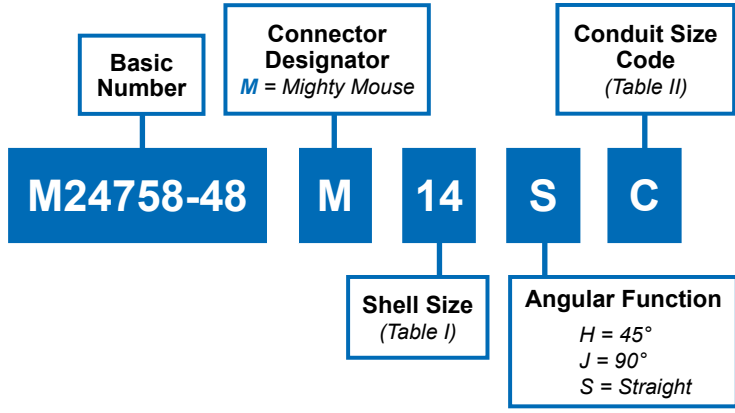 Basic
Number
Connector
Designator
M = Mighty Mouse
Conduit Size
Code
(Table II)
M24758-48
M
14
S
C
Shell Size
(Table I)
Angular Function
H = 45°
J = 90°
S = Straight